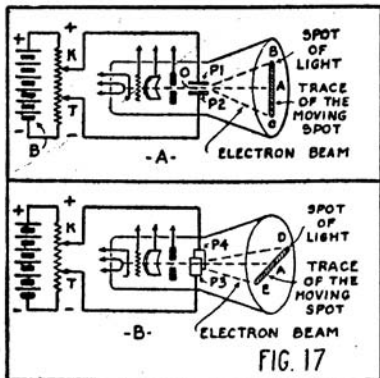 + +
K
T
- -
B
O
P1
P2
B
A
C
SPOT
OF
LIGHT
TRACE
OF THE
MOVING
SPOT
ELECTRON BEAM
-A-
+ +
K
T
- -
P4
P3
D
A
E
SPOT
OF
LIGHT
TRACE
OF THE
MOVING
SPOT
ELECTRON BEAM
-B-
FIG. 17